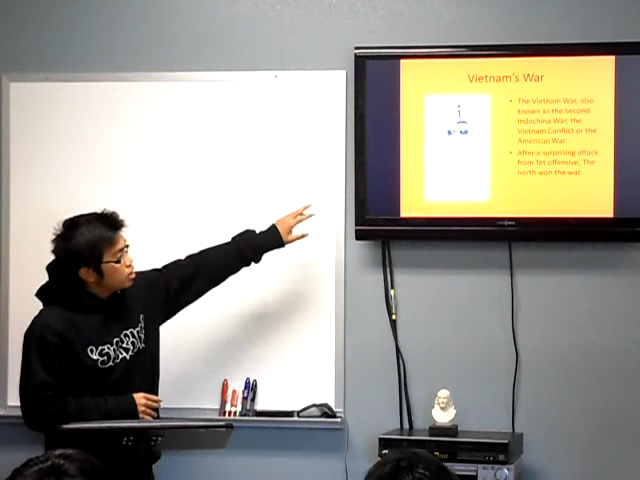 Vietnam's War
• The Vietnam War, also
known as the Second
Indochina War, the
Vietnam Conflict or the
American War.
• After a surprising attack
from Tet offensive, The
north won the war.